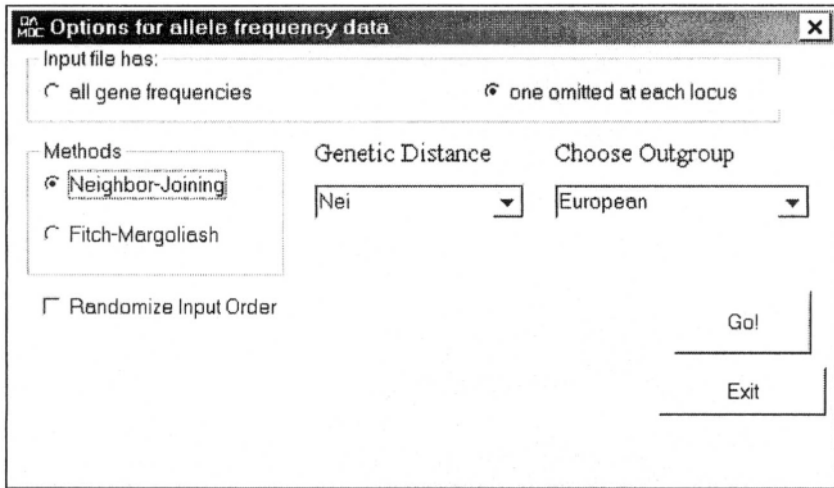 Options for allele frequency data
Input file has:
all gene frequencies
one omitted at each locus
Methods
Neighbor-Joining
Fitch-Margoliash
Genetic Distance
Nei
Choose Outgroup
European
Randomize Input Order
Go!
Exit